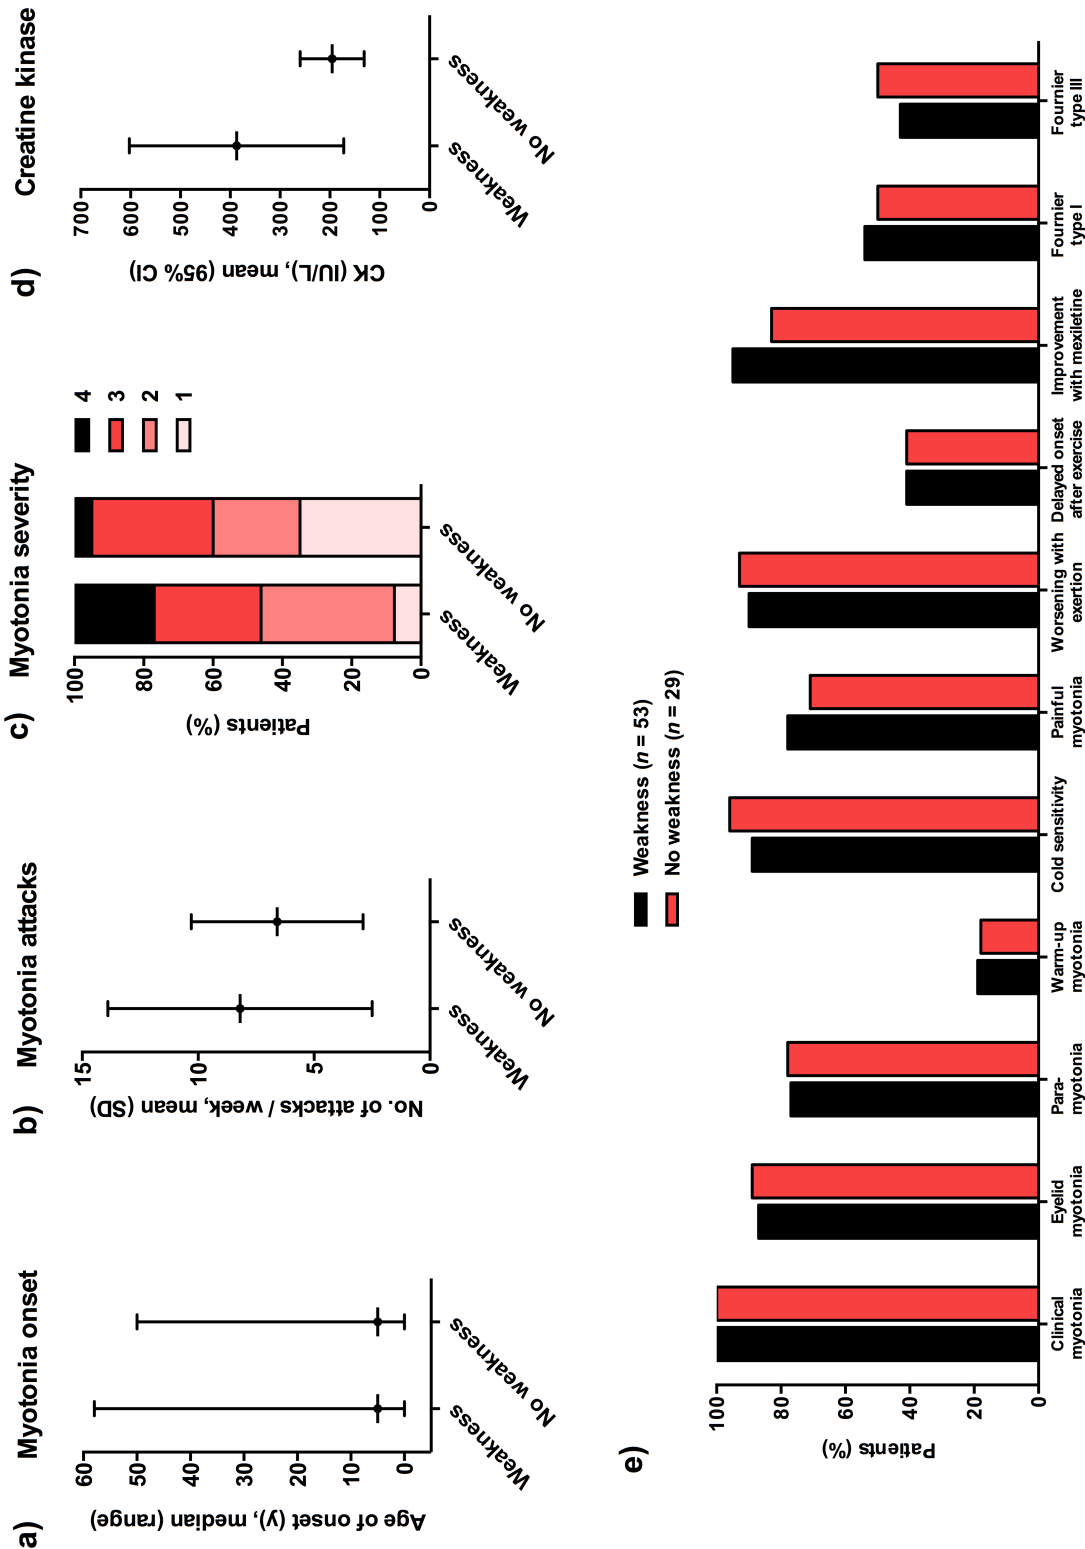 a)
Myotonia onset
Age of onset (y), median (range)
60
50
40
30
20
10
0
Weakness
No weakness
b)
Myotonia attacks
No. of attacks / week, mean (SD)
15
10
5
0
Weakness
No weakness
c)
Myotonia severity
Patients (%)
100
80
60
40
20
0
Weakness
No weakness
4
3
2
1
d)
Creatine kinase
CK (IU/L), mean (95% CI)
700
600
500
400
300
200
100
0
Weakness
No weakness
e)
Weakness (n = 53)
No weakness (n = 29)
Patients (%)
100
80
60
40
20
0
Clinical
myotonia
Eyelid
myotonia
Para-
myotonia
Warm-up
myotonia
Cold sensitivity
Painful
myotonia
Worsening with
exertion
Delayed onset
after exercise
Improvement
with mexiletine
Fournier
type I
Fournier
type III